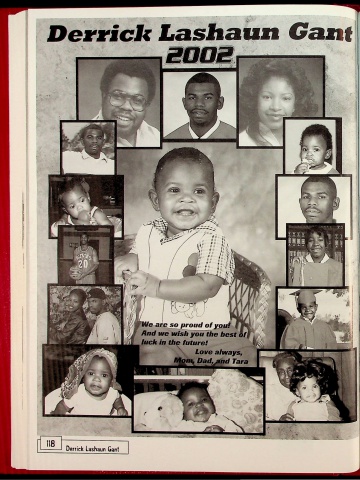 Derrick Lashaun Gant
2002
We are so proud of you!
And we wish you the best of
luck in the future!
Love always,
Mom, Dad, and Tara
20
118
Derrick Lashaun Gant